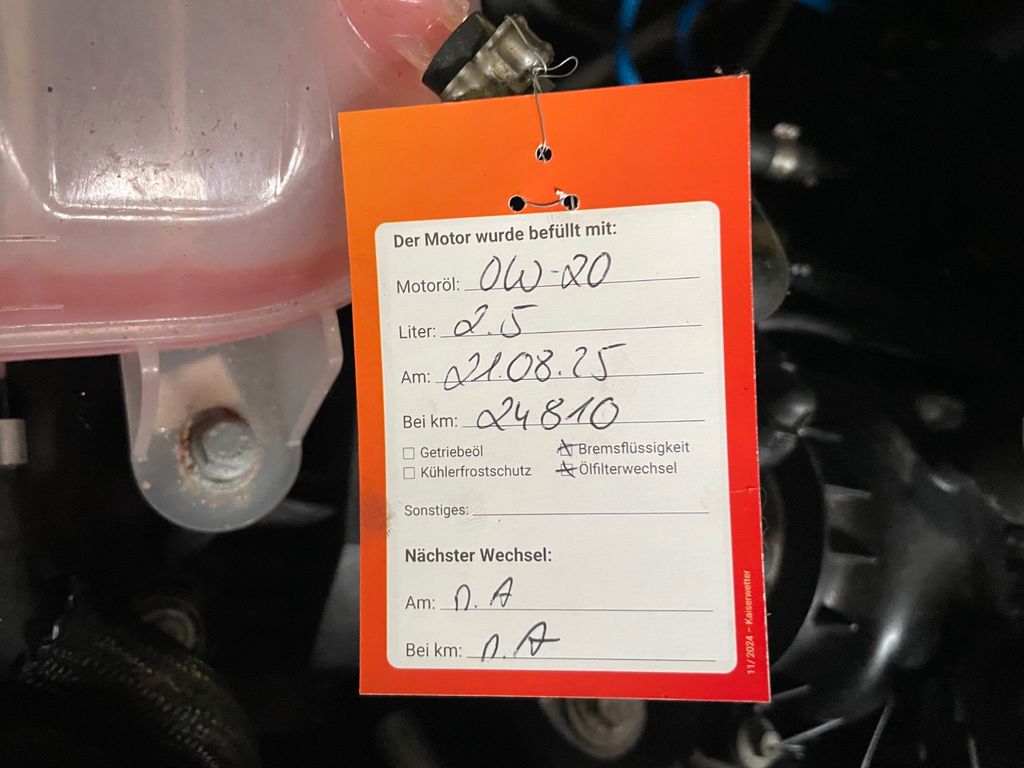 Der Motor wurde befüllt mit:
Motoröl: 0W-20
Liter: 2.5
Am: 21.08.25
Bei km: 24810
Getriebeöl Bremsflüssigkeit
Kühlerfrostschutz Ölfilterwechsel
Sonstiges:
Nächster Wechsel:
Am: n.A
Bei km: n.A
11/2024 – Kaiserwetter